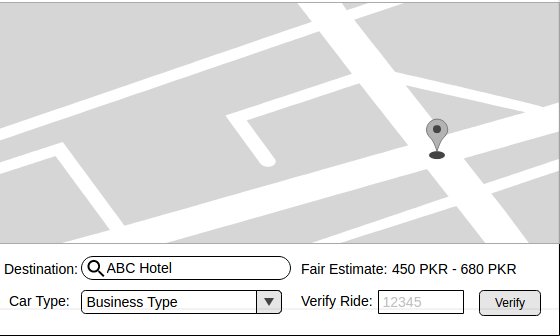 Destination: ABC Hotel Fair Estimate: 450 PKR - 680 PKR
Car Type: Business Type Verify Ride: 12345 Verify